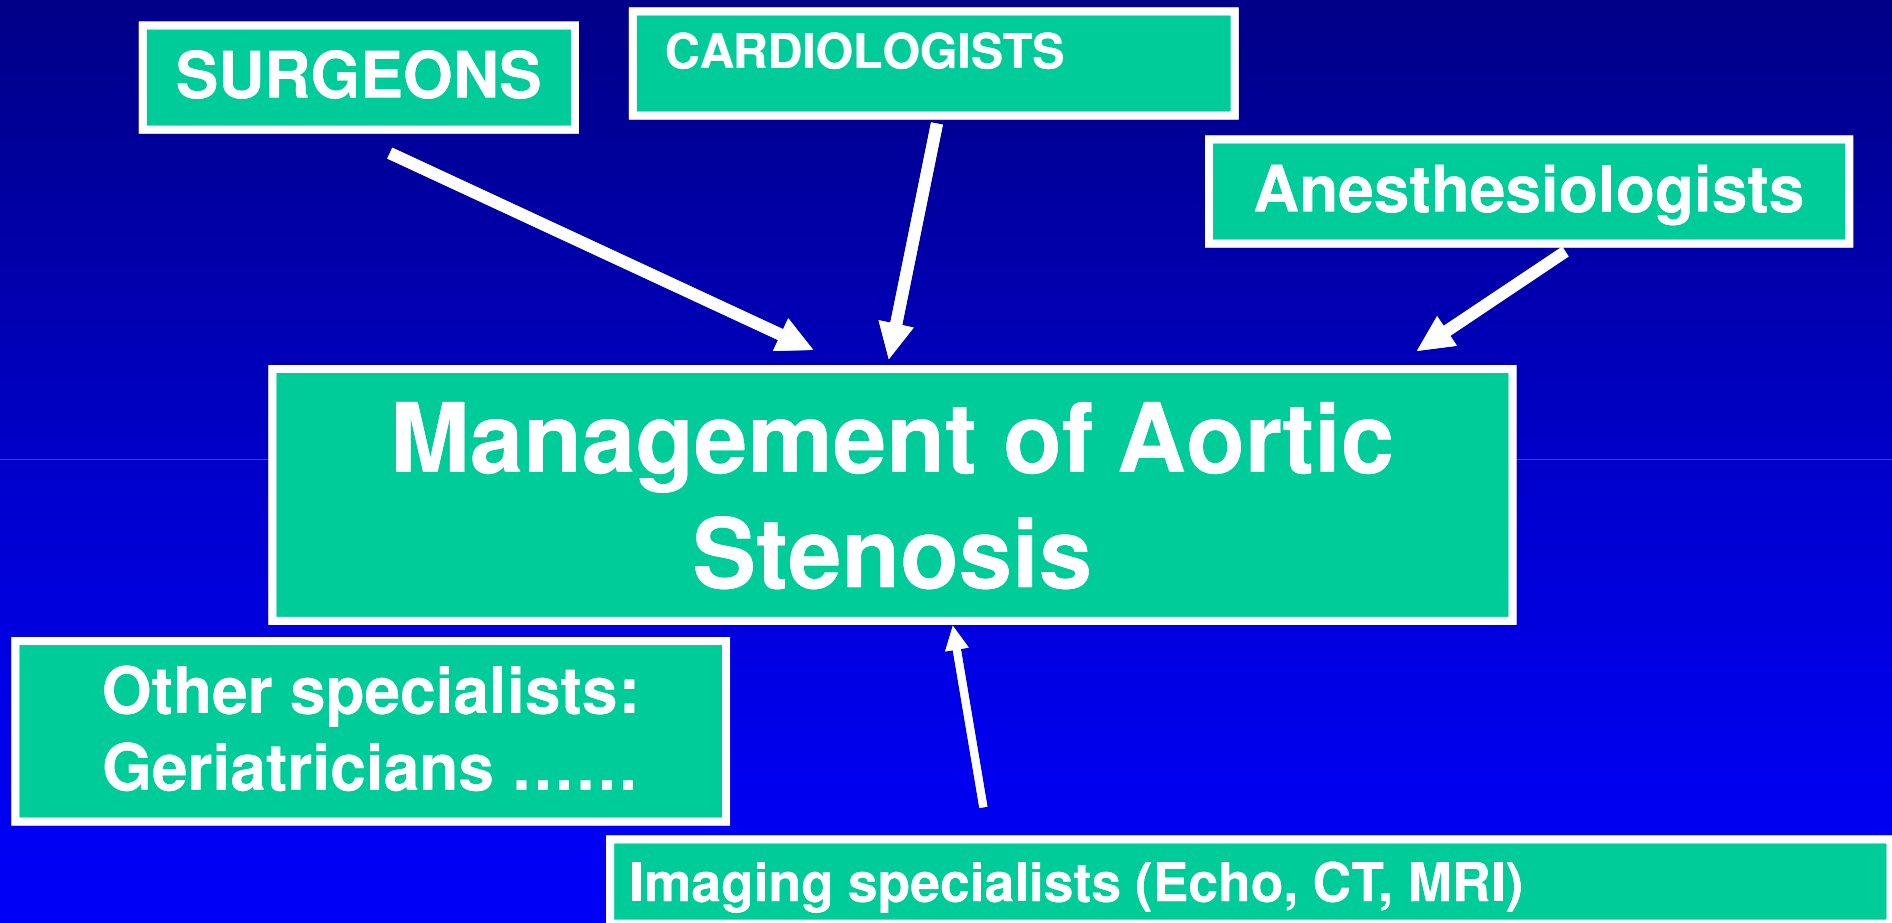 SURGEONS
CARDIOLOGISTS
Anesthesiologists
Management of Aortic
Stenosis
Other specialists:
Geriatricians ......
Imaging specialists (Echo, CT, MRI)